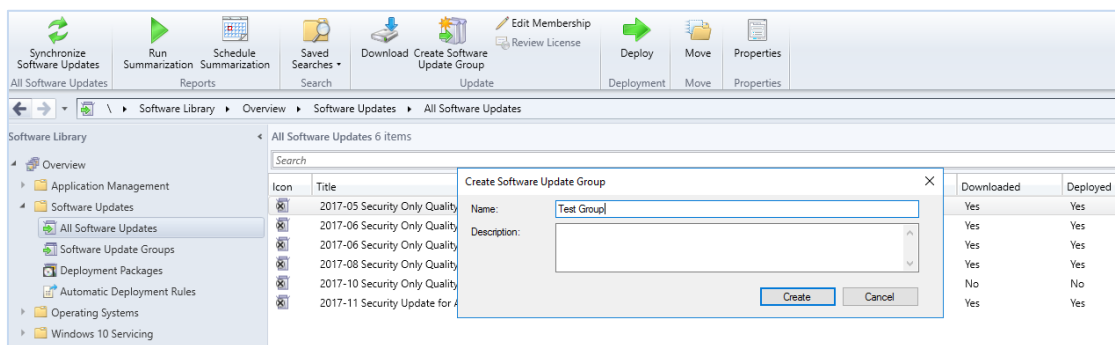 Synchronize
Software Updates
Run
Summarization
Schedule
Summarization
Saved
Searches
Download
Create Software
Update Group
Edit Membership
Review License
Deploy
Move
Properties
All Software Updates
Reports
Search
Update
Deployment
Move
Properties
\ Software Library Overview Software Updates All Software Updates
Software Library
Overview
Application Management
Software Updates
All Software Updates
Software Update Groups
Deployment Packages
Automatic Deployment Rules
Operating Systems
Windows 10 Servicing
All Software Updates 6 items
Search
Icon Title Downloaded Deployed
2017-05 Security Only Quality Yes Yes
2017-06 Security Only Quality Yes Yes
2017-06 Security Only Quality Yes Yes
2017-08 Security Only Quality Yes Yes
2017-10 Security Only Quality No No
2017-11 Security Update for A Yes Yes
Create Software Update Group
Name: Test Group
Description:
Create Cancel